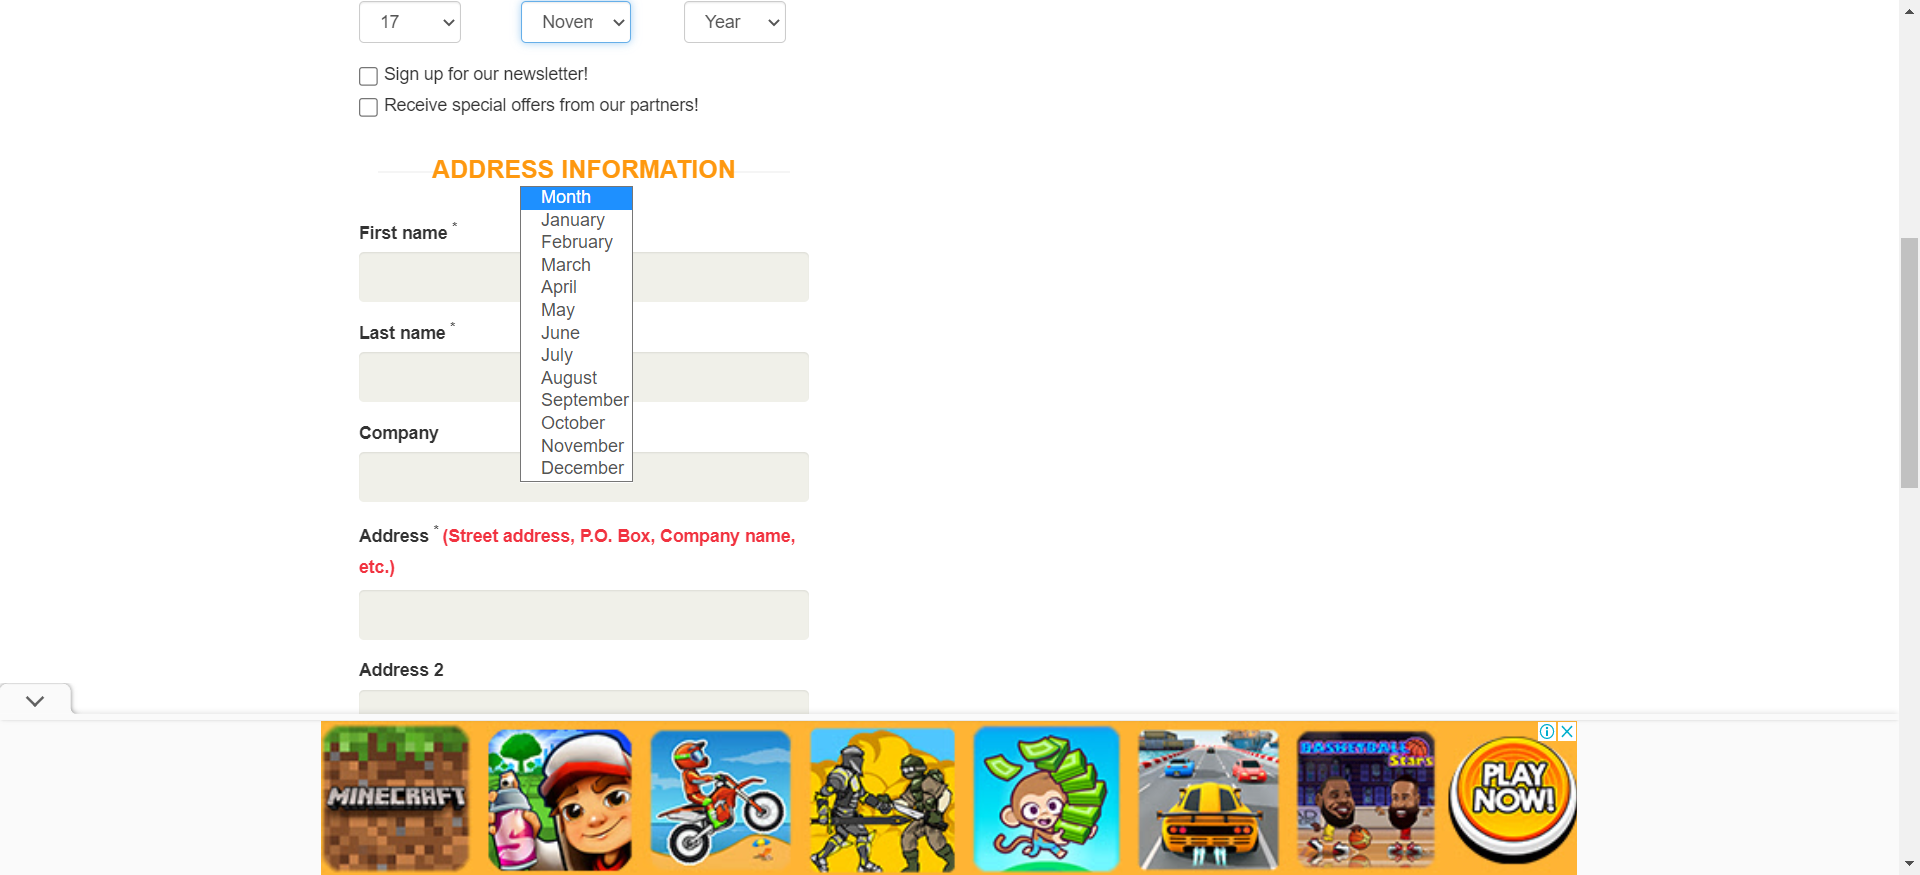 17
Novem
Year
Sign up for our newsletter!
Receive special offers from our partners!
ADDRESS INFORMATION
Month
January
February
March
April
May
June
July
August
September
October
November
December
First name *
Last name *
Company
Address * (Street address, P.O. Box, Company name,
etc.)
Address 2
MINECRAFT
BASKETBALL
Stars
PLAY
NOW!